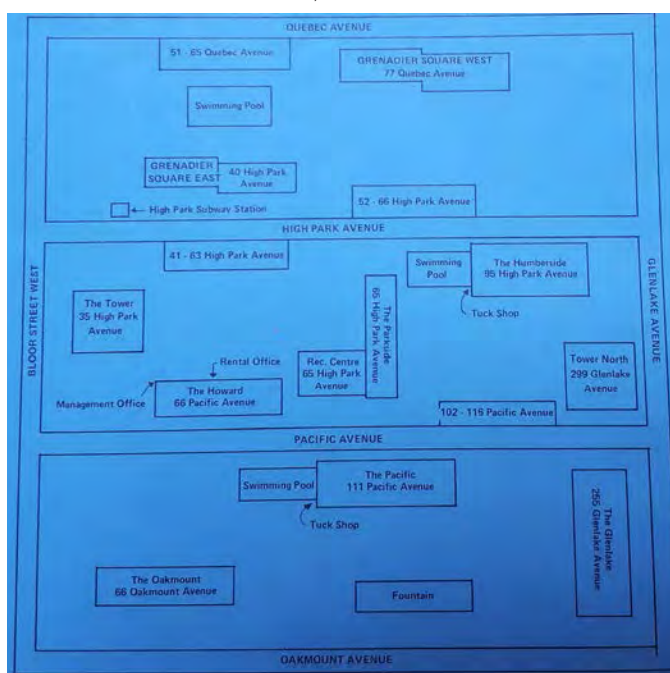 QUEBEC AVENUE
51 - 65 Quebec Avenue
GRENADIER SQUARE WEST
77 Quebec Avenue
Swimming Pool
GRENADIER
SQUARE EAST
40 High Park
Avenue
High Park Subway Station
52 - 66 High Park Avenue
HIGH PARK AVENUE
BLOOR STREET WEST
GLENLAKE AVENUE
41 - 63 High Park Avenue
Swimming
Pool
The Humberside
95 High Park Avenue
Tuck Shop
The Tower
35 High Park
Avenue
The Parkside
65 High Park Avenue
Rental Office
Rec. Centre
65 High Park
Avenue
Tower North
299 Glenlake
Avenue
Management Office
The Howard
66 Pacific Avenue
102 - 116 Pacific Avenue
PACIFIC AVENUE
Swimming Pool
The Pacific
111 Pacific Avenue
Tuck Shop
The Glenlake
255 Glenlake Avenue
The Oakmount
66 Oakmount Avenue
Fountain
OAKMOUNT AVENUE